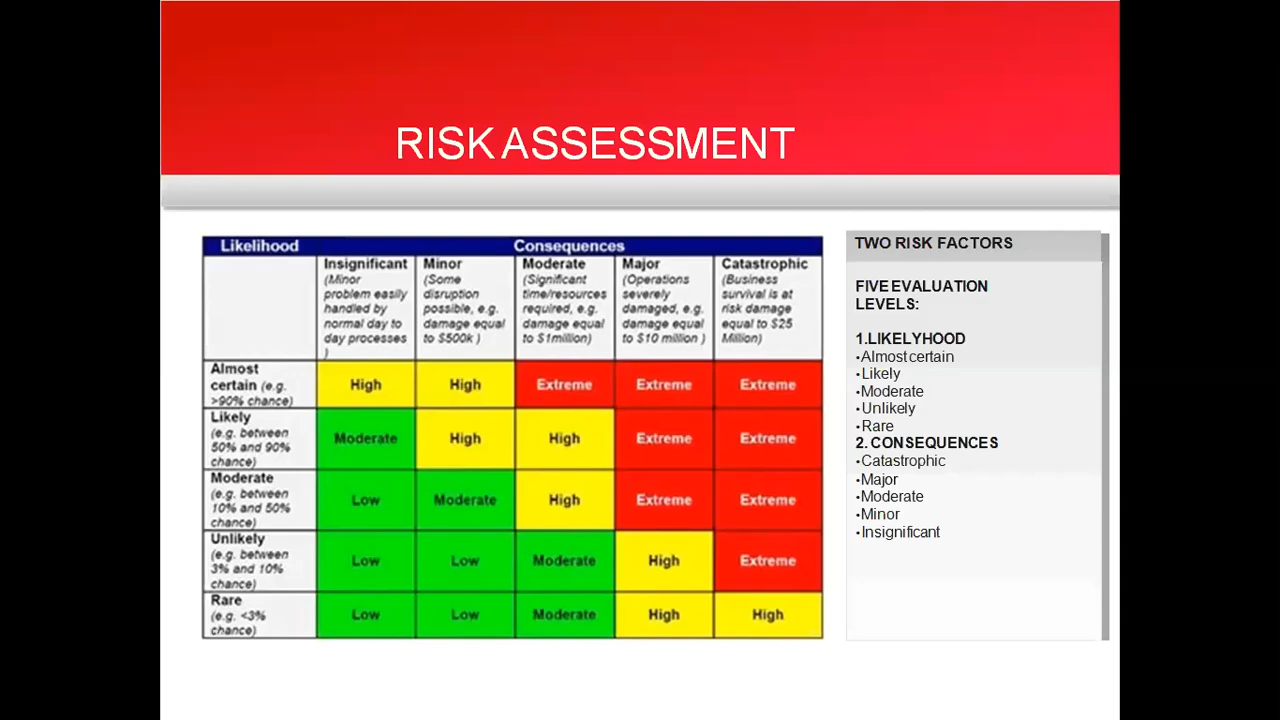 RISK ASSESSMENT
Likelihood Consequences
Insignificant
(Minor
problem easily
handled by
normal day to
day processes
)
Minor
(Some
disruption
possible, e.g.
damage equal
to $500k )
Moderate
(Significant
time/resources
required, e.g.
damage equal
to $1million)
Major
(Operations
severely
damaged, e.g.
damage equal
to $10 million )
Catastrophic
(Business
survival is at
risk damage
equal to $25
Million)
Almost
certain (e.g.
>90% chance)
High High Extreme Extreme Extreme
Likely
(e.g. between
50% and 90%
chance)
Moderate High High Extreme Extreme
Moderate
(e.g. between
10% and 50%
chance)
Low Moderate High Extreme Extreme
Unlikely
(e.g. between
3% and 10%
chance)
Low Low Moderate High Extreme
Rare
(e.g. <3%
chance)
Low Low Moderate High High
TWO RISK FACTORS
FIVE EVALUATION
LEVELS:
1.LIKELYHOOD
•Almost certain
•Likely
•Moderate
•Unlikely
•Rare
2. CONSEQUENCES
•Catastrophic
•Major
•Moderate
•Minor
•Insignificant